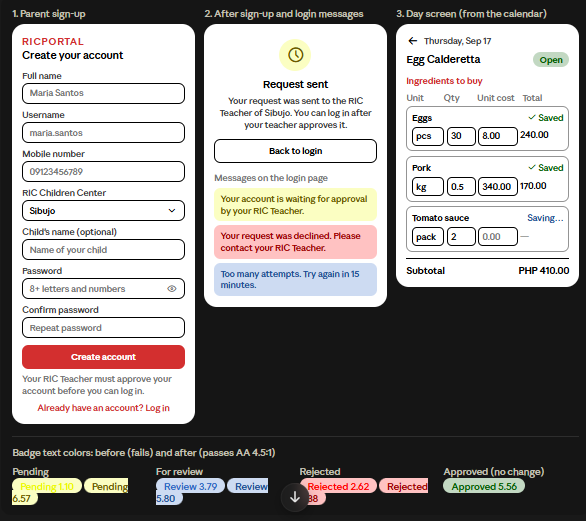 1. Parent sign-up
RICPORTAL
Create your account
Full name
Maria Santos
Username
maria.santos
Mobile number
09123456789
RIC Children Center
Sibujo
Child's name (optional)
Name of your child
Password
8+ letters and numbers
Confirm password
Repeat password
Create account
Your RIC Teacher must approve your
account before you can log in.
Already have an account? Log in
2. After sign-up and login messages
Request sent
Your request was sent to the RIC
Teacher of Sibujo. You can log in after
your teacher approves it.
Back to login
Messages on the login page
Your account is waiting for approval
by your RIC Teacher.
Your request was declined. Please
contact your RIC Teacher.
Too many attempts. Try again in 15
minutes.
3. Day screen (from the calendar)
← Thursday, Sep 17
Egg Calderetta Open
Ingredients to buy
Unit Qty Unit cost Total
Eggs ✓ Saved
pcs 30 8.00 240.00
Pork ✓ Saved
kg 0.5 340.00 170.00
Tomato sauce Saving...
pack 2 0.00 —
Subtotal PHP 410.00
Badge text colors: before (fails) and after (passes AA 4.5:1)
Pending
Pending 1.10 Pending
6.57
For review
Review 3.79 Review
5.80
Rejected
Rejected 2.62 Rejected
Approved (no change)
Approved 5.56